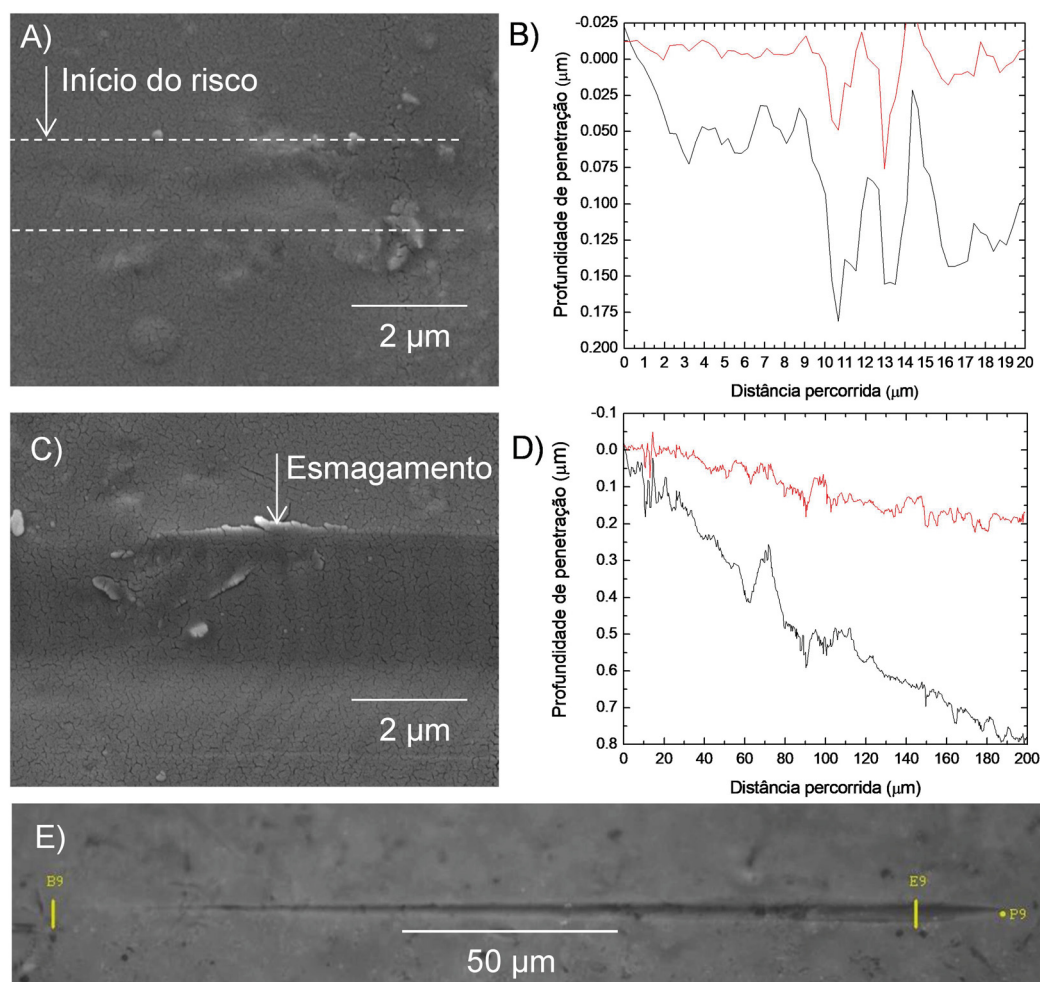 A)
Início do risco
2 µm
B)
Profundidade de penetração (µm)
-0.025
0.000
0.025
0.050
0.075
0.100
0.125
0.150
0.175
0.200
0 1 2 3 4 5 6 7 8 9 10 11 12 13 14 15 16 17 18 19 20
Distância percorrida (µm)
C)
Esmagamento
2 µm
D)
Profundidade de penetração (µm)
-0.1
0.0
0.1
0.2
0.3
0.4
0.5
0.6
0.7
0.8
0 20 40 60 80 100 120 140 160 180 200
Distância percorrida (µm)
E)
B9
E9
P9
50 µm